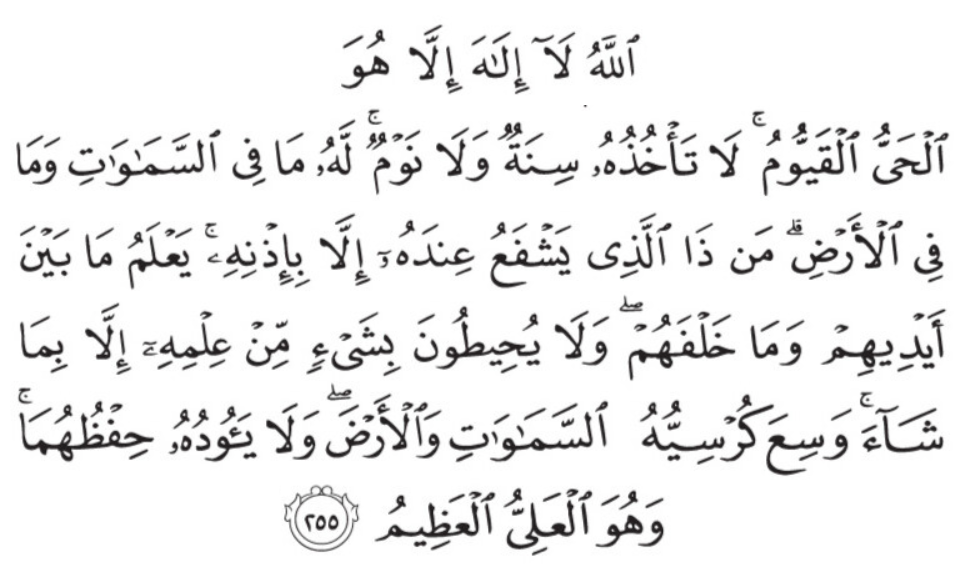 ٱللَّهُ لَآ إِلَـٰهَ إِلَّا هُوَ
ٱلْحَىُّ ٱلْقَيُّومُ ۚ لَا تَأْخُذُهُۥ سِنَةٌ وَلَا نَوْمٌ ۚ لَّهُۥ مَا فِى ٱلسَّمَـٰوَٰتِ وَمَا
فِى ٱلْأَرْضِ ۗ مَن ذَا ٱلَّذِى يَشْفَعُ عِندَهُۥٓ إِلَّا بِإِذْنِهِۦ ۚ يَعْلَمُ مَا بَيْنَ
أَيْدِيهِمْ وَمَا خَلْفَهُمْ ۖ وَلَا يُحِيطُونَ بِشَىْءٍ مِّنْ عِلْمِهِۦٓ إِلَّا بِمَا
شَآءَ ۚ وَسِعَ كُرْسِيُّهُ ٱلسَّمَـٰوَٰتِ وَٱلْأَرْضَ ۖ وَلَا يَـُٔودُهُۥ حِفْظُهُمَا ۚ
وَهُوَ ٱلْعَلِىُّ ٱلْعَظِيمُ ٢٥٥